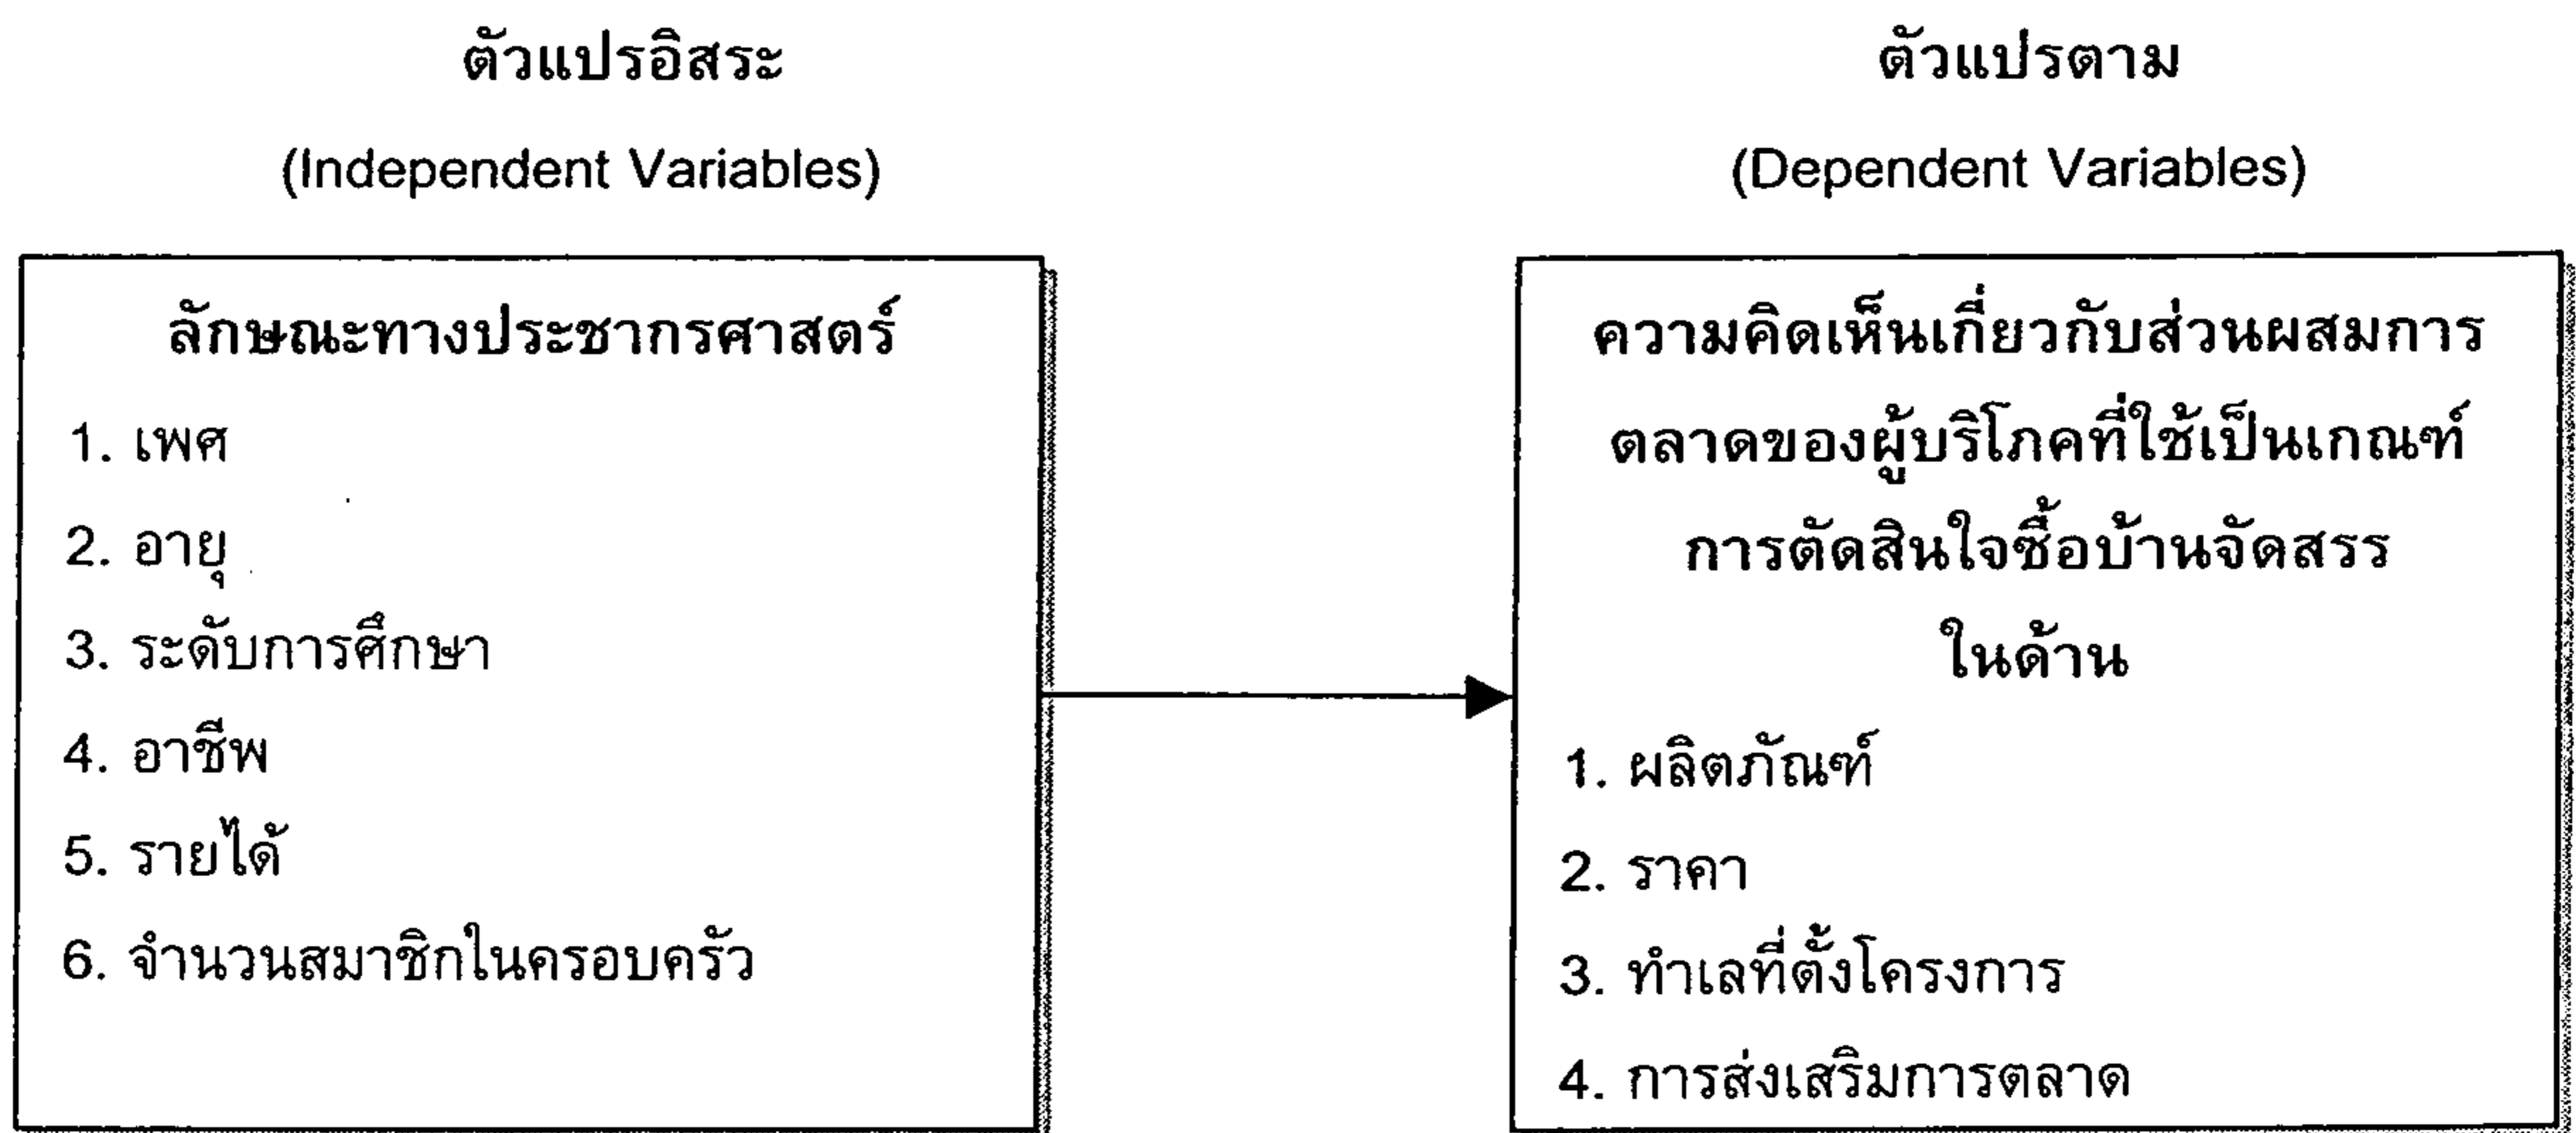 ตัวแปรอิสระ
(Independent Variables)
ลักษณะทางประชากรศาสตร์
1. เพศ
2. อายุ
3. ระดับการศึกษา
4. อาชีพ
5. รายได้
6. จำนวนสมาชิกในครอบครัว
ตัวแปรตาม
(Dependent Variables)
ความคิดเห็นเกี่ยวกับส่วนผสมการ
ตลาดของผู้บริโภคที่ใช้เป็นเกณฑ์
การตัดสินใจซื้อบ้านจัดสรร
ในด้าน
1. ผลิตภัณฑ์
2. ราคา
3. ทำเลที่ตั้งโครงการ
4. การส่งเสริมการตลาด